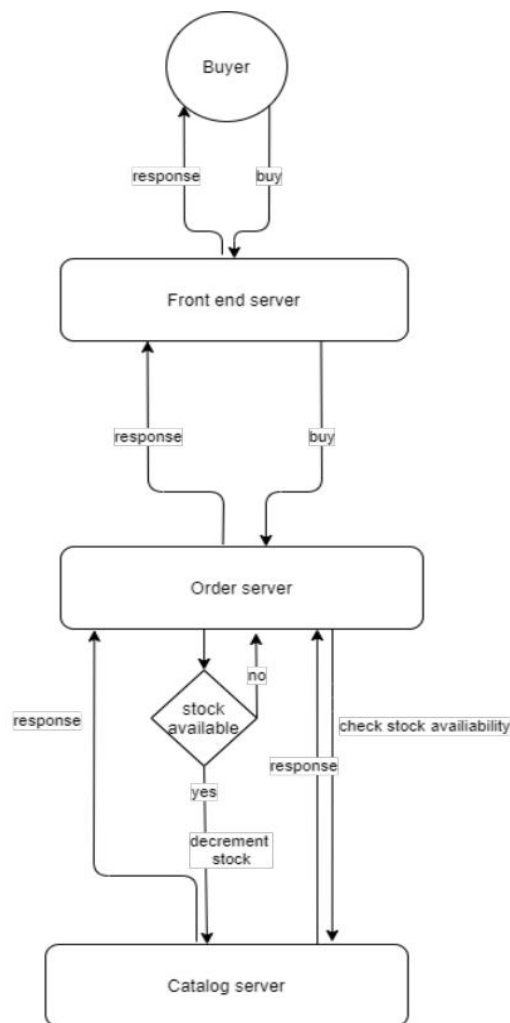 Buyer
response
buy
Front end server
response
buy
Order server
no
stock
available
response
check stock availiability
response
yes
decrement
stock
Catalog server